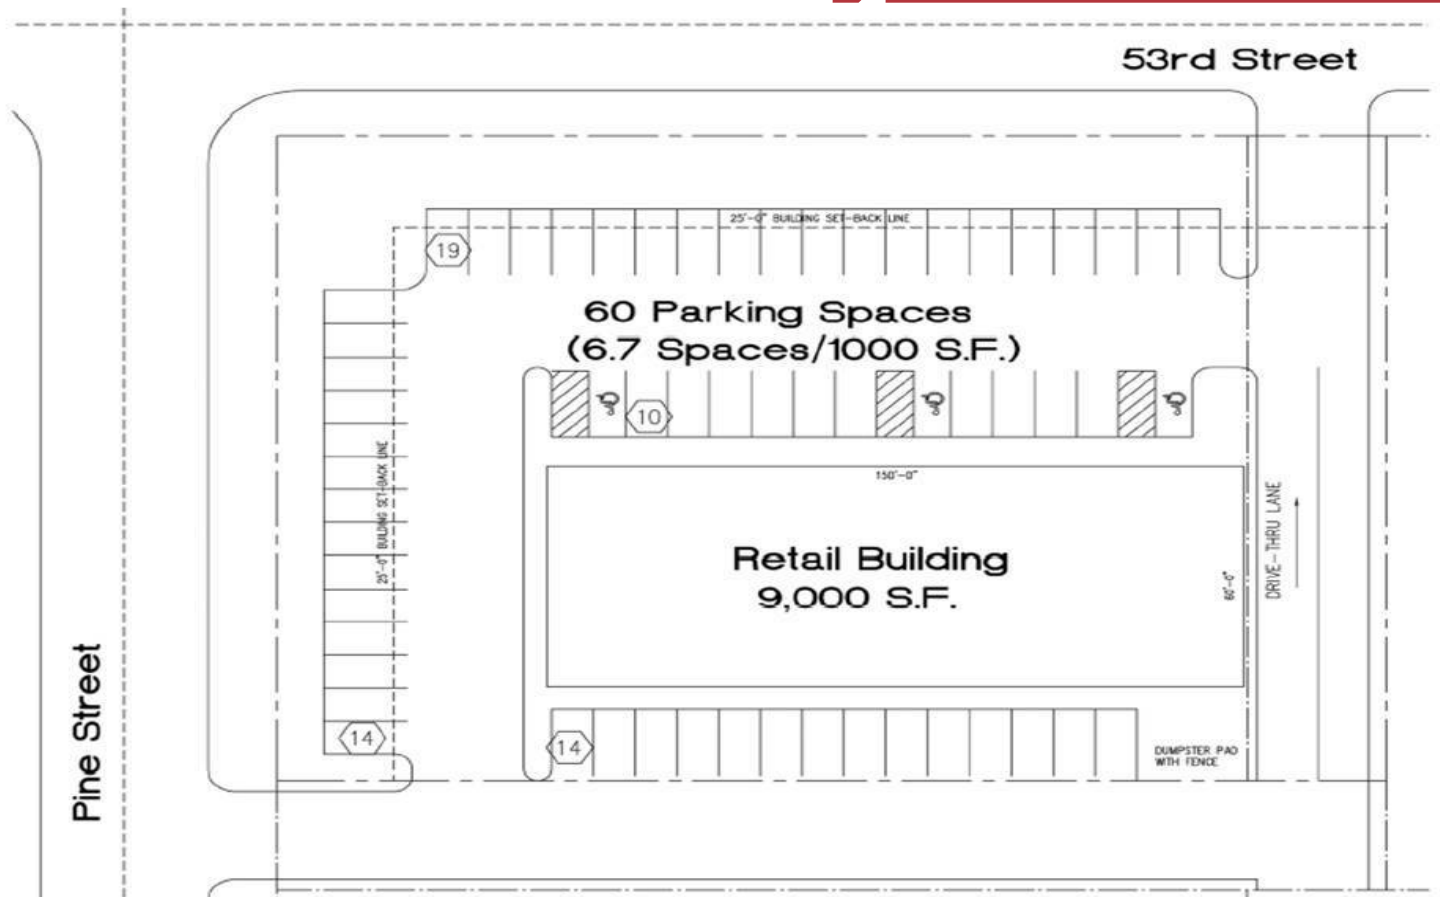 53rd Street
25'-0" BUILDING SET-BACK LINE
19
60 Parking Spaces
(6.7 Spaces/1000 S.F.)
10
150'-0"
25'-0" BUILDING SET-BACK LINE
Retail Building
9,000 S.F.
60'-0"
DRIVE-THRU LANE
Pine Street
14
14
DUMPSTER PAD
WITH FENCE